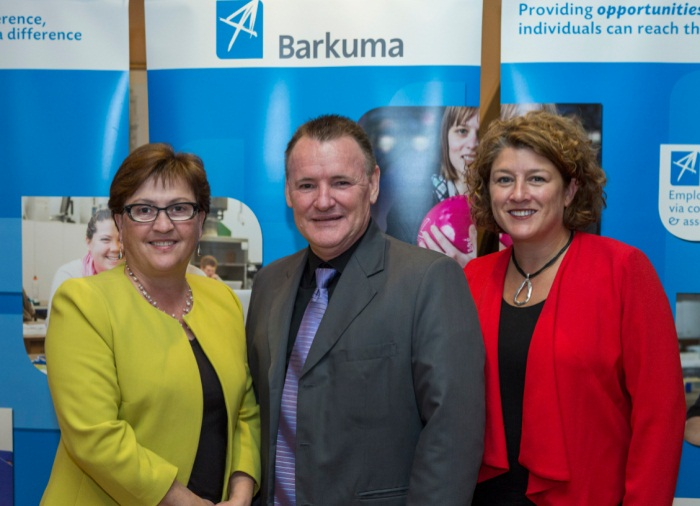 erence,
a difference
Barkuma
Providing opportunities
individuals can reach th
Emplo
via co
& ass